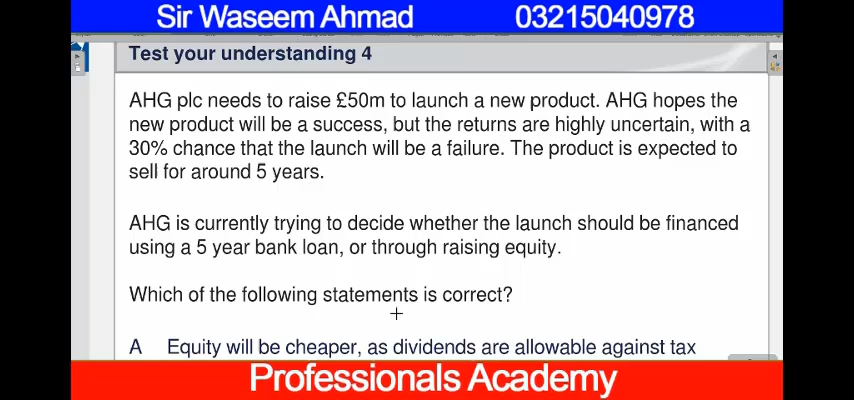 Sir Waseem Ahmad 03215040978
Test your understanding 4
AHG plc needs to raise £50m to launch a new product. AHG hopes the
new product will be a success, but the returns are highly uncertain, with a
30% chance that the launch will be a failure. The product is expected to
sell for around 5 years.
AHG is currently trying to decide whether the launch should be financed
using a 5 year bank loan, or through raising equity.
Which of the following statements is correct?
A Equity will be cheaper, as dividends are allowable against tax
Professionals Academy